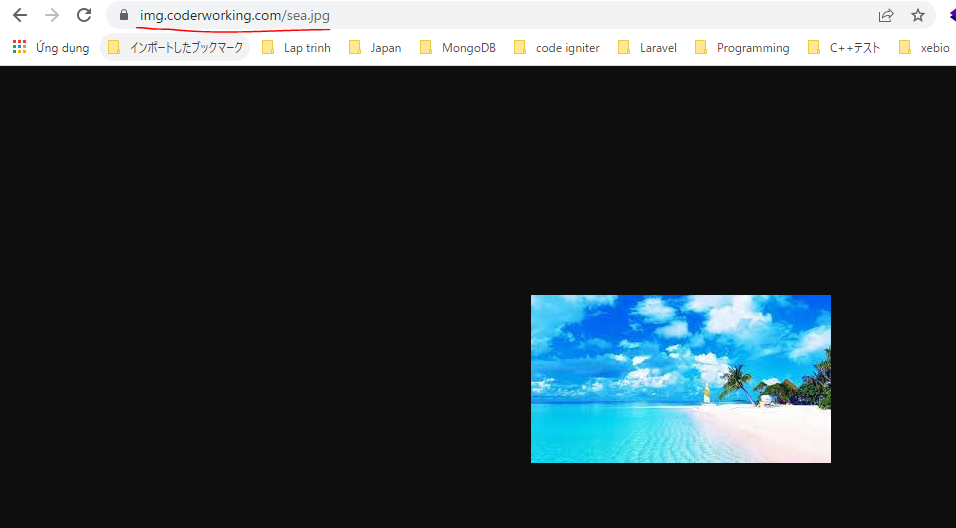 img.coderworking.com/sea.jpg
Ứng dụng インポートしたブックマーク Lap trinh Japan MongoDB code igniter Laravel Programming C++テスト xebio